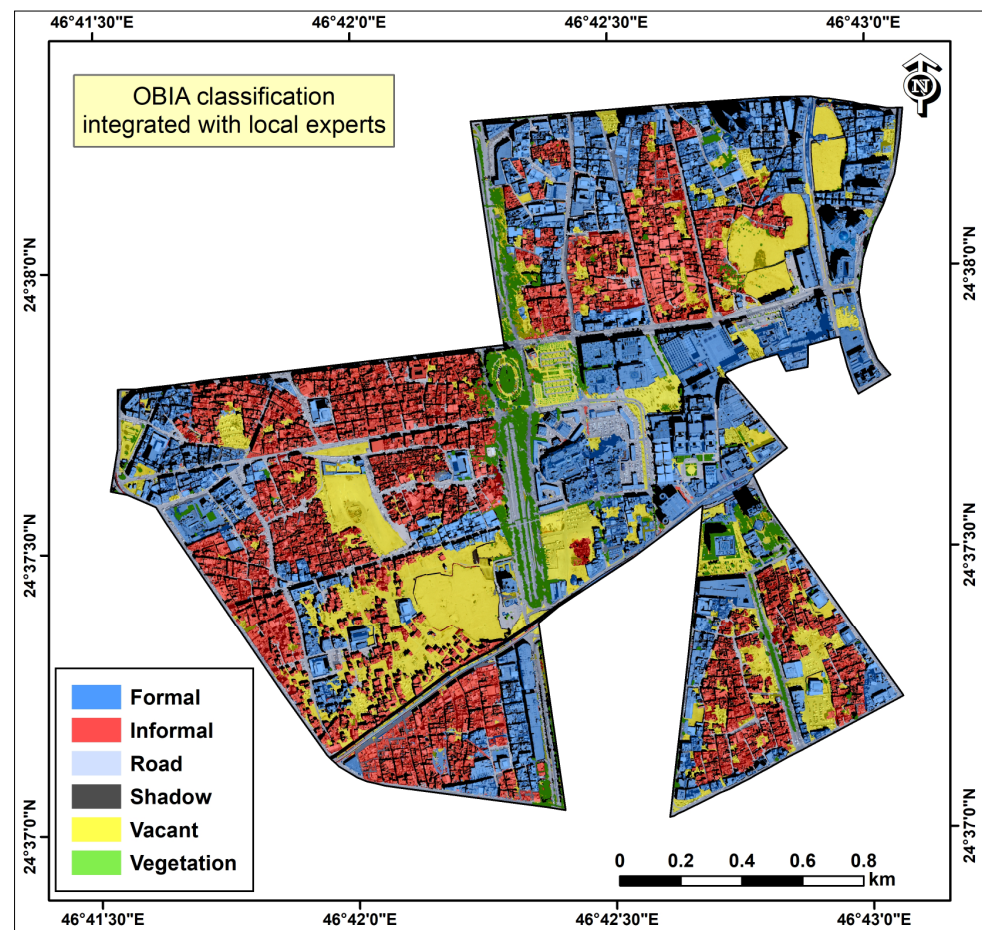 46°41'30"E 46°42'0"E 46°42'30"E 46°43'0"E
OBIA classification
integrated with local experts
N
24°38'0"N 24°38'0"N
24°37'30"N 24°37'30"N
24°37'0"N 24°37'0"N
Formal
Informal
Road
Shadow
Vacant
Vegetation
0 0.2 0.4 0.6 0.8
km
46°41'30"E 46°42'0"E 46°42'30"E 46°43'0"E